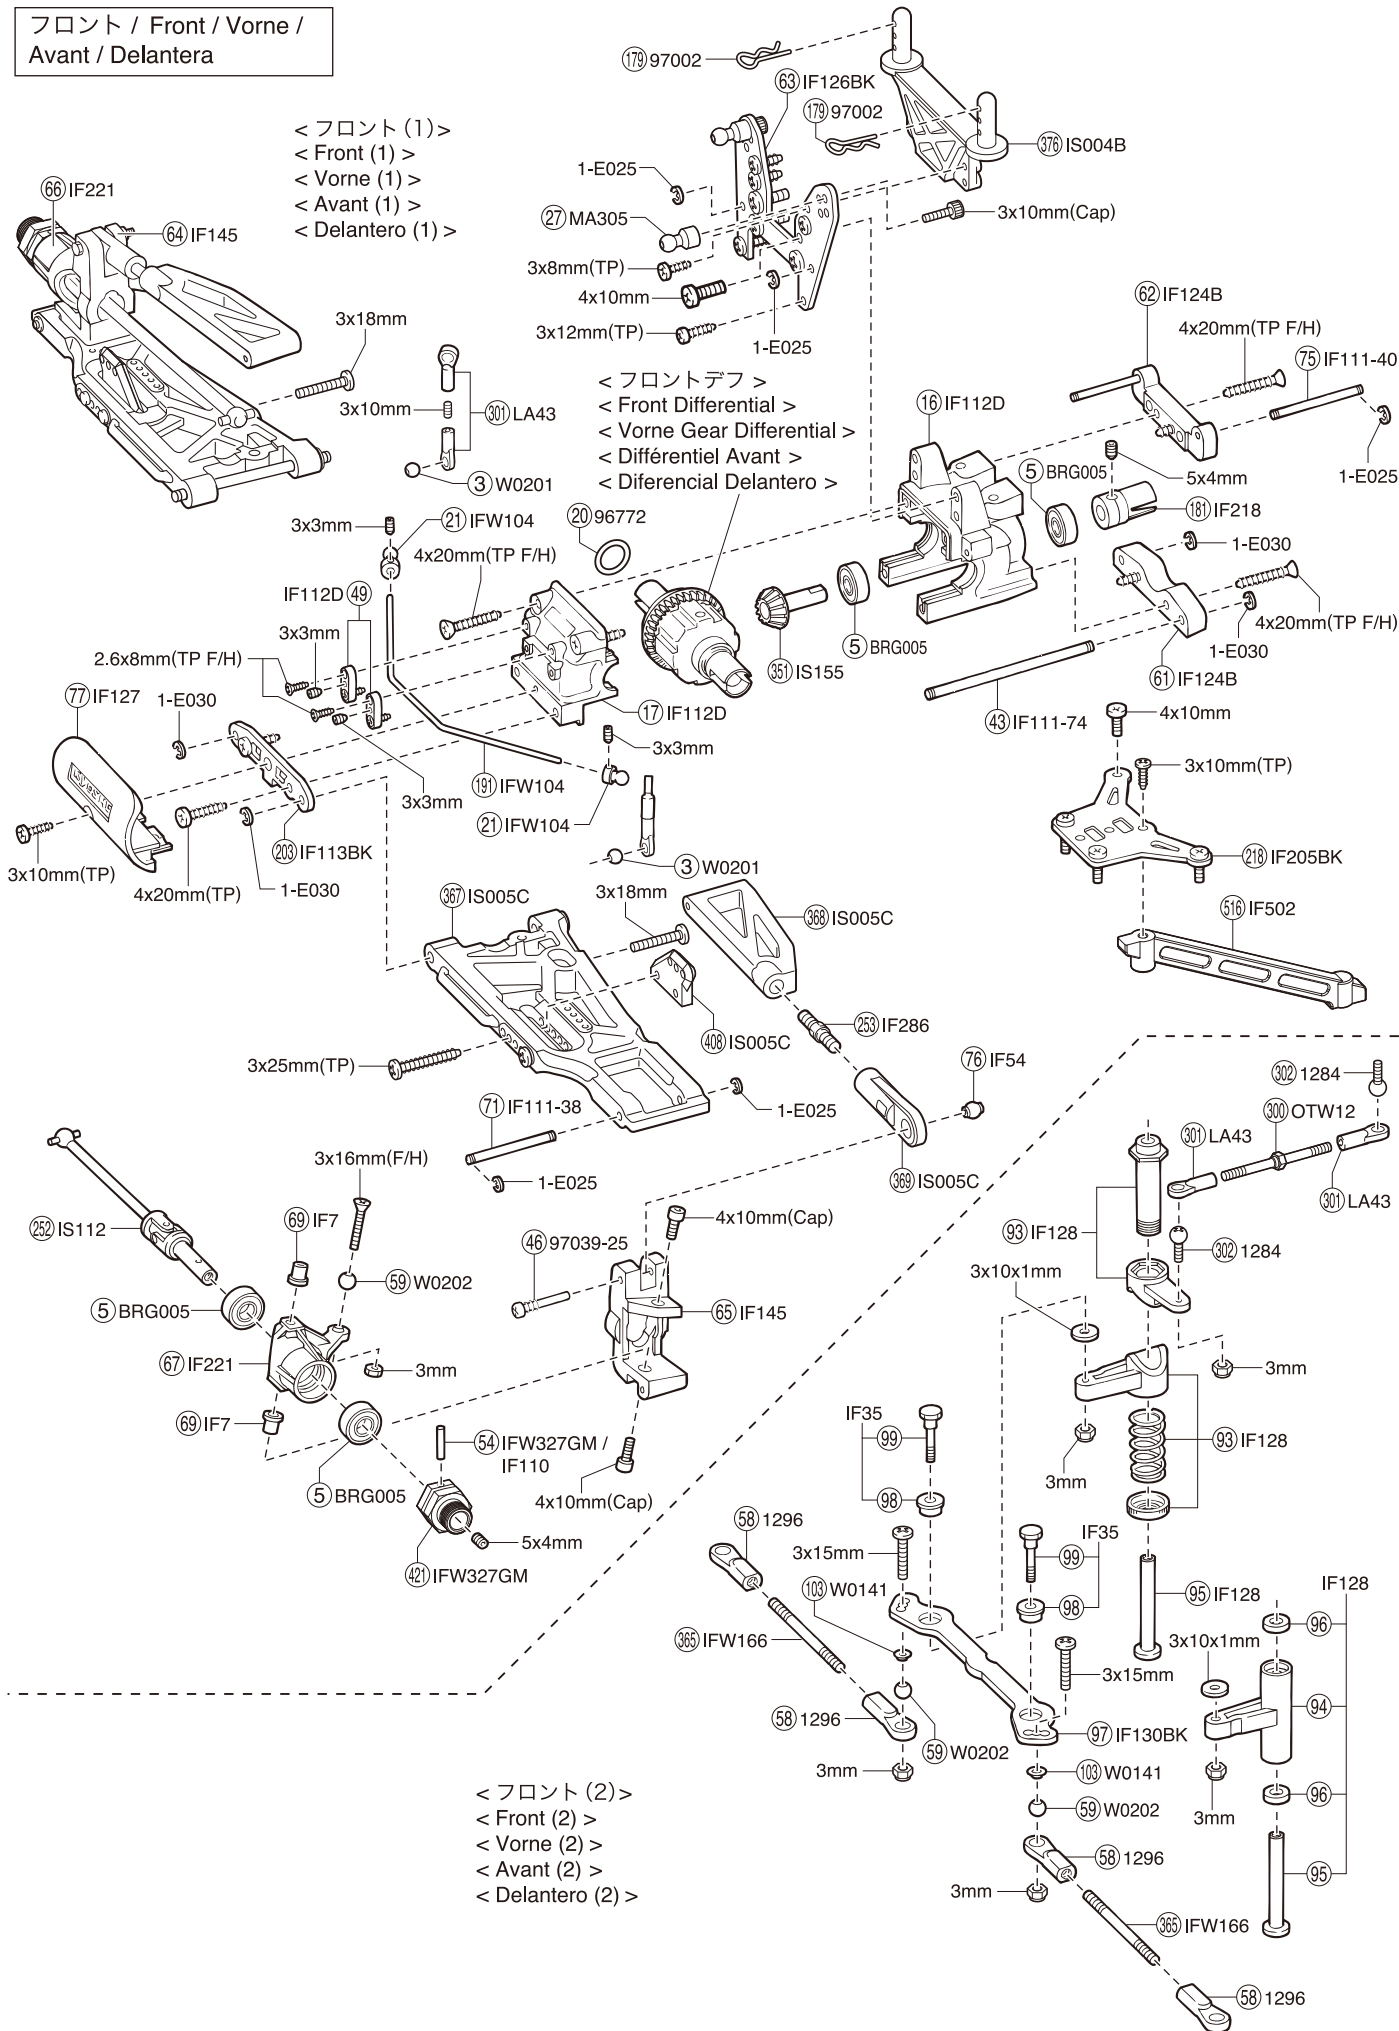 フロント / Front / Vorne /
Avant / Delantera
< フロント (1) >
< Front (1) >
< Vorne (1) >
< Avant (1) >
< Delantero (1) >
179 97002
63 IF126BK
179 97002
376 IS004B
1-E025
27 MA305
3x10mm(Cap)
3x8mm(TP)
4x10mm
3x12mm(TP)
1-E025
66 IF221
64 IF145
3x18mm
3x10mm
301 LA43
3 W0201
< フロントデフ >
< Front Differential >
< Vorne Gear Differential >
< Différentiel Avant >
< Diferencial Delantero >
62 IF124B
4x20mm(TP F/H)
75 IF111-40
16 IF112D
5 BRG005
5x4mm
1-E025
181 IF218
3x3mm
21 IFW104
20 96772
4x20mm(TP F/H)
1-E030
IF112D 49
3x3mm
2.6x8mm(TP F/H)
5 BRG005
351 IS155
4x20mm(TP F/H)
1-E030
61 IF124B
77 IF127
1-E030
17 IF112D
43 IF111-74
4x10mm
3x3mm
191 IFW104
3x3mm
3x10mm(TP)
21 IFW104
203 IF113BK
218 IF205BK
3x10mm(TP)
4x20mm(TP)
1-E030
3 W0201
367 IS005C
3x18mm
368 IS005C
516 IF502
253 IF286
408 IS005C
3x25mm(TP)
76 IF54
1-E025
71 IF111-38
1-E025
369 IS005C
302 1284
300 OTW12
301 LA43
301 LA43
3x16mm(F/H)
4x10mm(Cap)
252 IS112
69 IF7
46 97039-25
93 IF128
302 1284
59 W0202
3x10x1mm
5 BRG005
65 IF145
67 IF221
3mm
3mm
69 IF7
IF35
99
93 IF128
54 IFW327GM /
IF110
3mm
5 BRG005
4x10mm(Cap)
98
58 1296
IF35
5x4mm
3x15mm
99
421 IFW327GM
103 W0141
98
95 IF128
IF128
96
365 IFW166
3x10x1mm
3x15mm
94
58 1296
97 IF130BK
59 W0202
3mm
103 W0141
< フロント (2) >
< Front (2) >
< Vorne (2) >
< Avant (2) >
< Delantero (2) >
96
59 W0202
3mm
58 1296
95
3mm
365 IFW166
58 1296